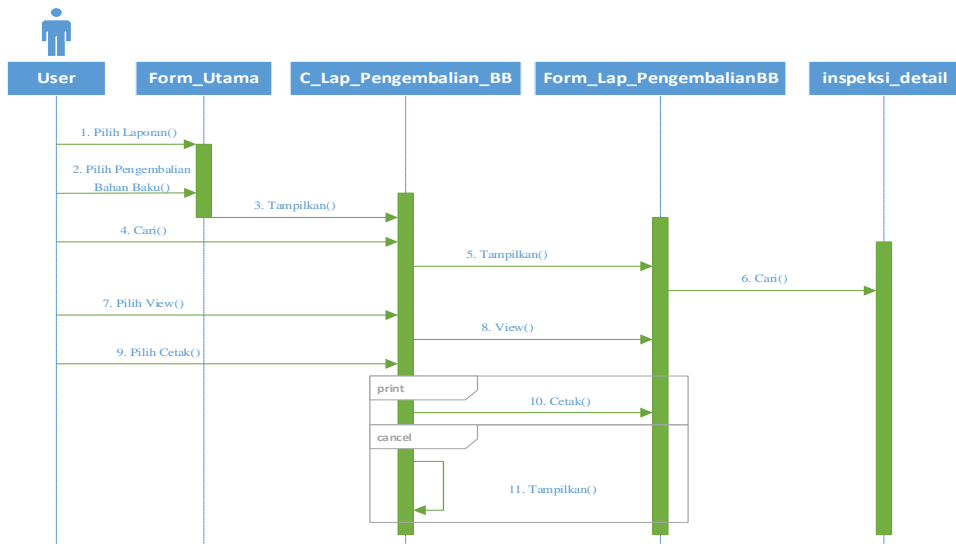 User
Form_Utama
C_Lap_Pengembalian_BB
Form_Lap_PengembalianBB
inspeksi_detail
1. Pilih Laporan()
2. Pilih Pengembalian
Bahan Baku()
3. Tampilkan()
4. Cari()
5. Tampilkan()
6. Cari()
7. Pilih View()
8. View()
9. Pilih Cetak()
print
10. Cetak()
cancel
11. Tampilkan()